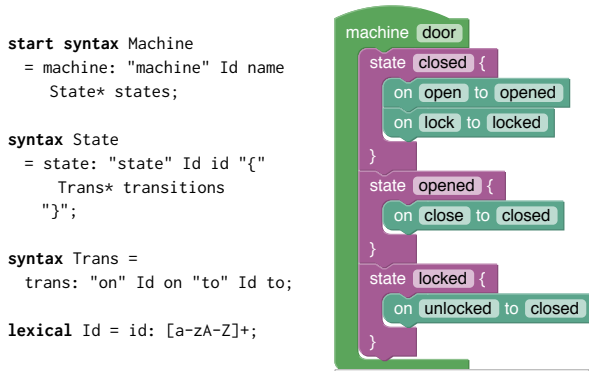 start syntax Machine
= machine: "machine" Id name
State* states;
syntax State
= state: "state" Id id "{"
Trans* transitions
"}";
syntax Trans =
trans: "on" Id on "to" Id to;
lexical Id = id: [a-zA-Z]+;
machine door
state closed {
on open to opened
on lock to locked
}
state opened {
on close to closed
}
state locked {
on unlocked to closed
}